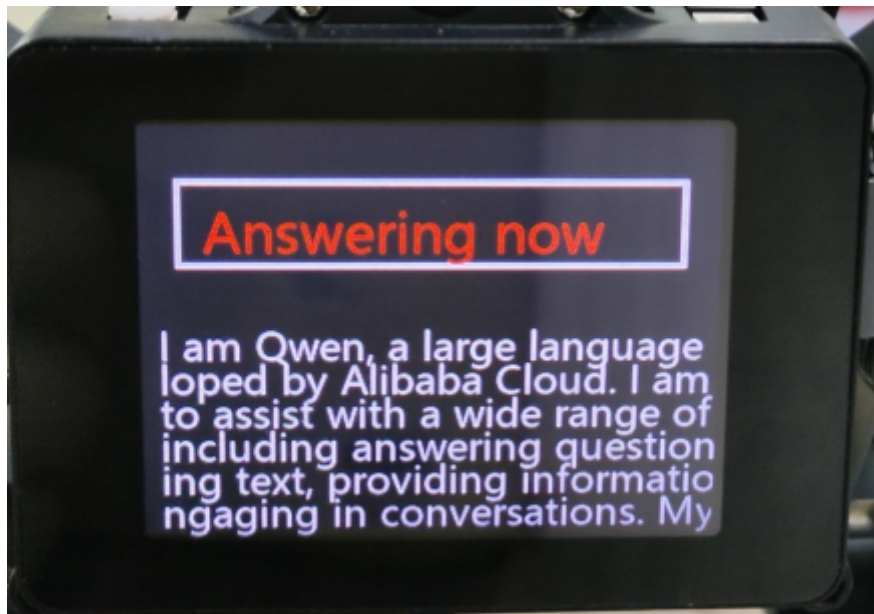 Answering now
I am Qwen, a large language
loped by Alibaba Cloud. I am
to assist with a wide range of
including answering question
ing text, providing informatio
ngaging in conversations. My